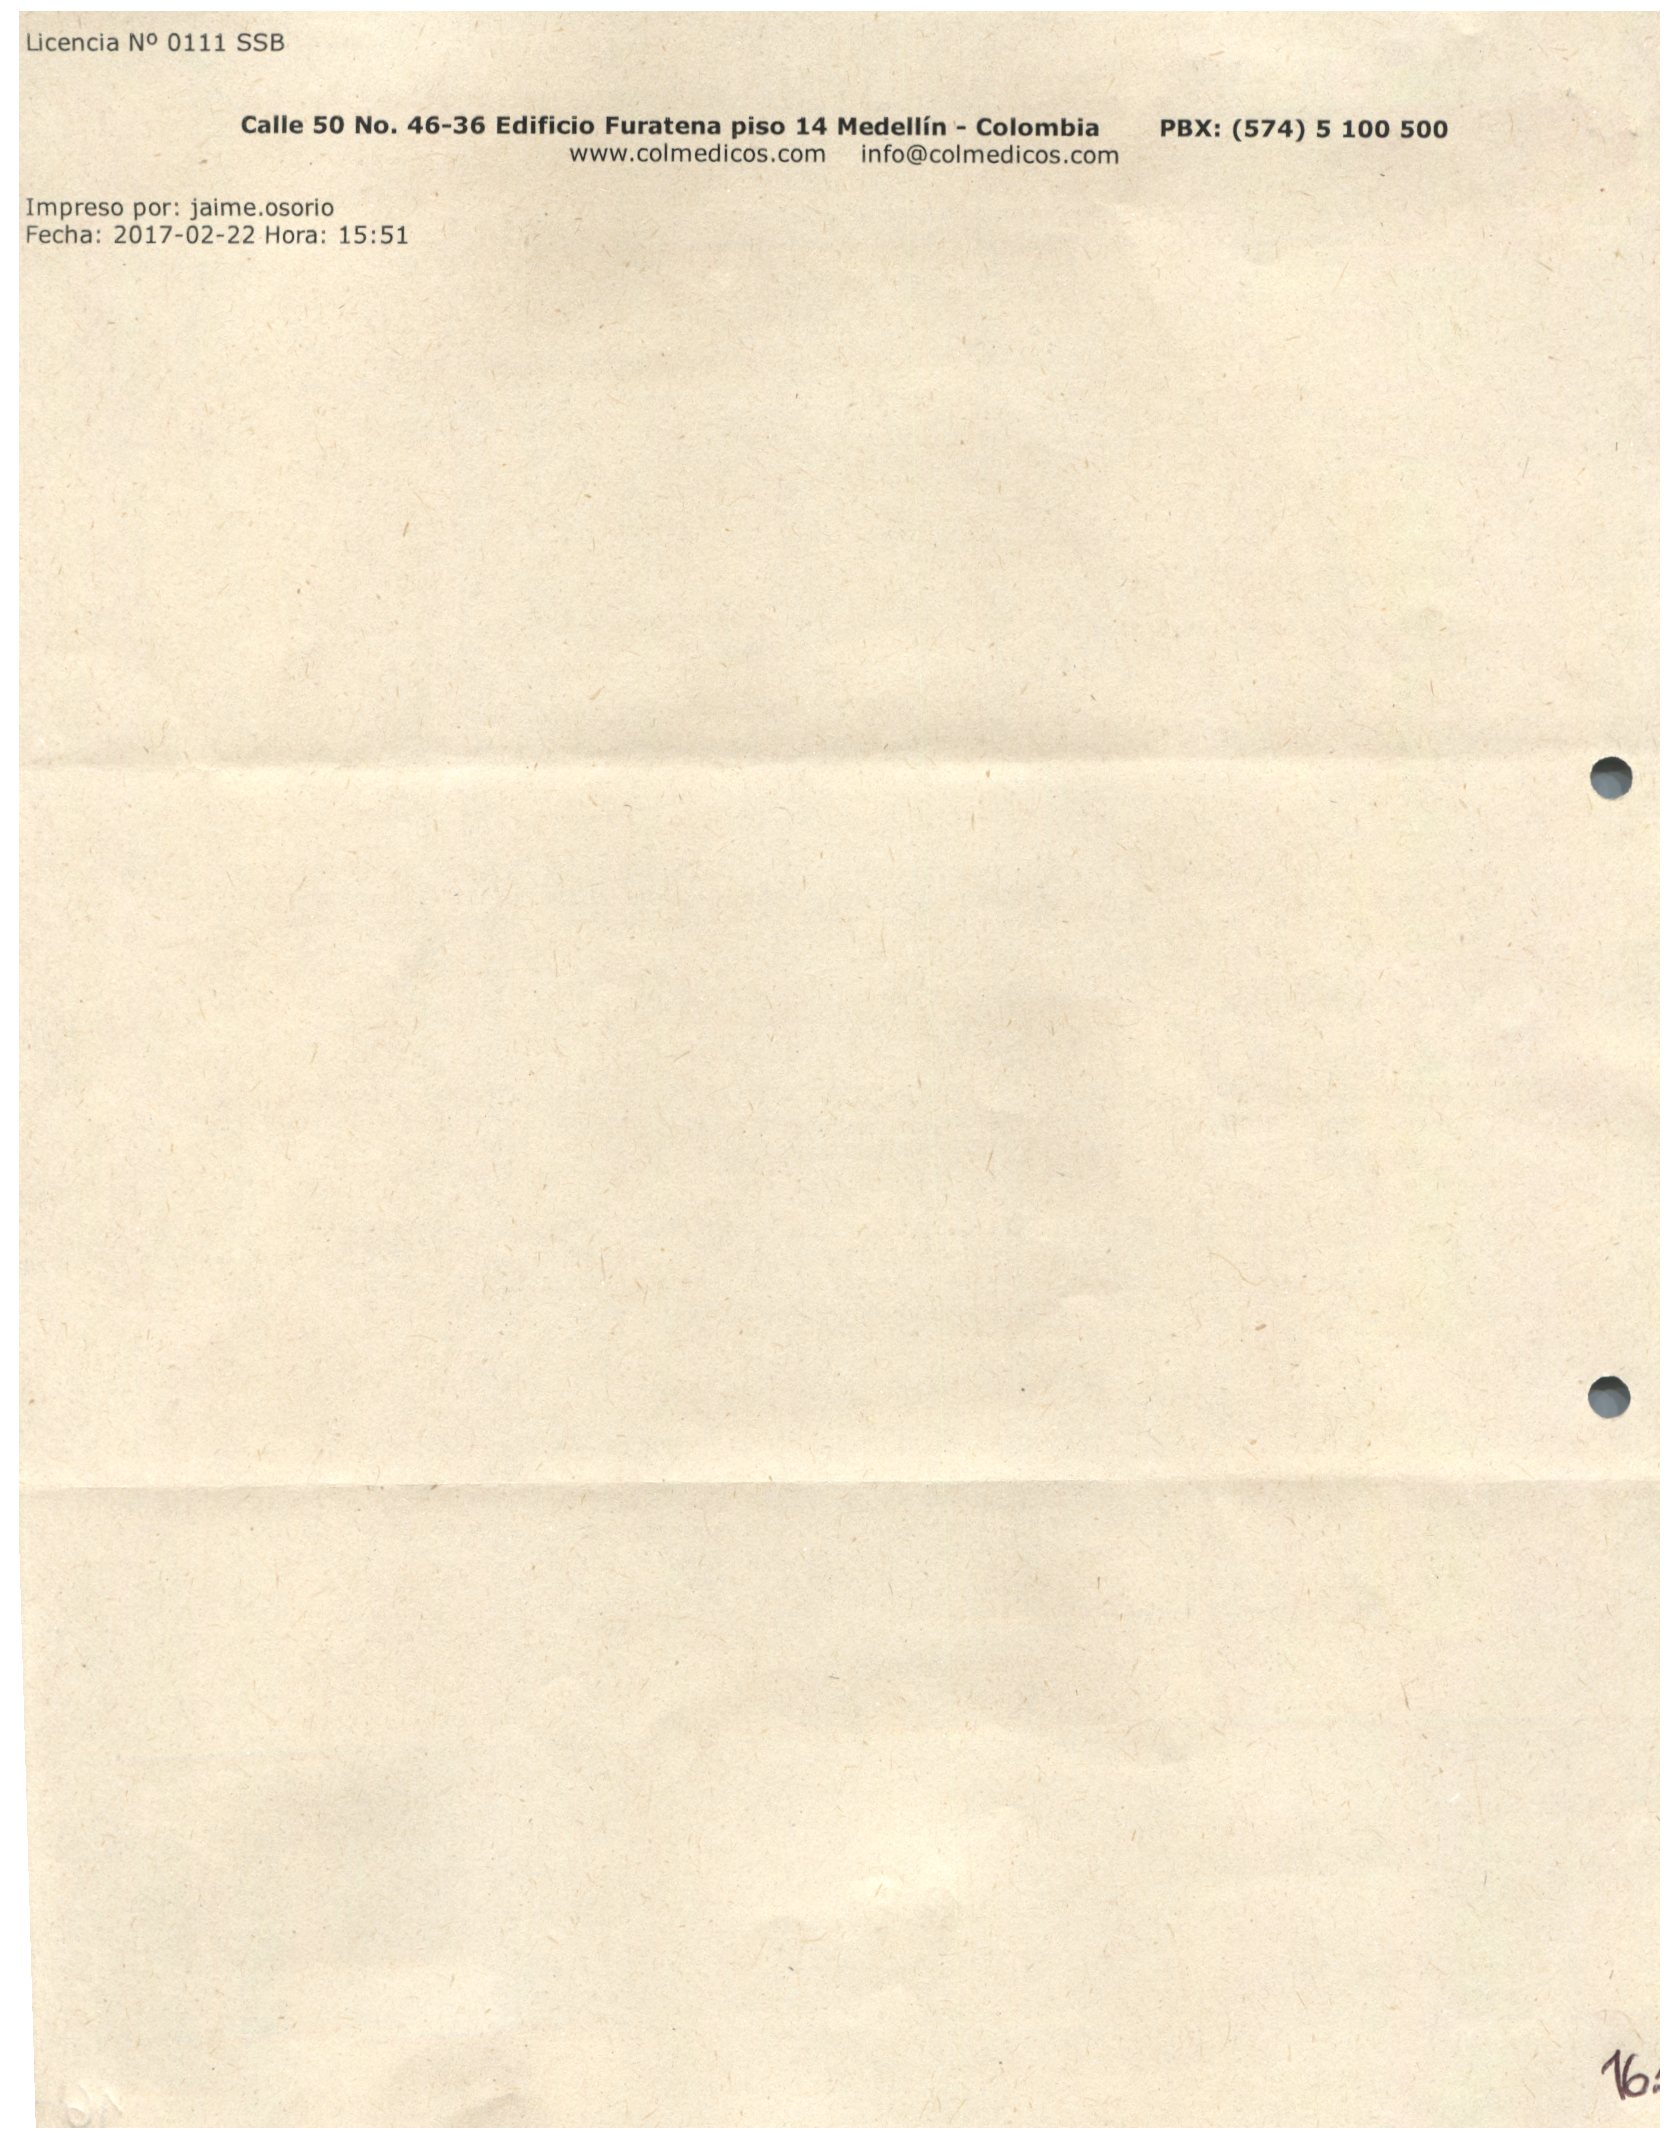 Licencia Nº 0111 SSB
Calle 50 No. 46-36 Edificio Furatena piso 14 Medellín - Colombia PBX: (574) 5 100 500
www.colmedicos.com info@colmedicos.com
Impreso por: jaime.osorio
Fecha: 2017-02-22 Hora: 15:51
16: